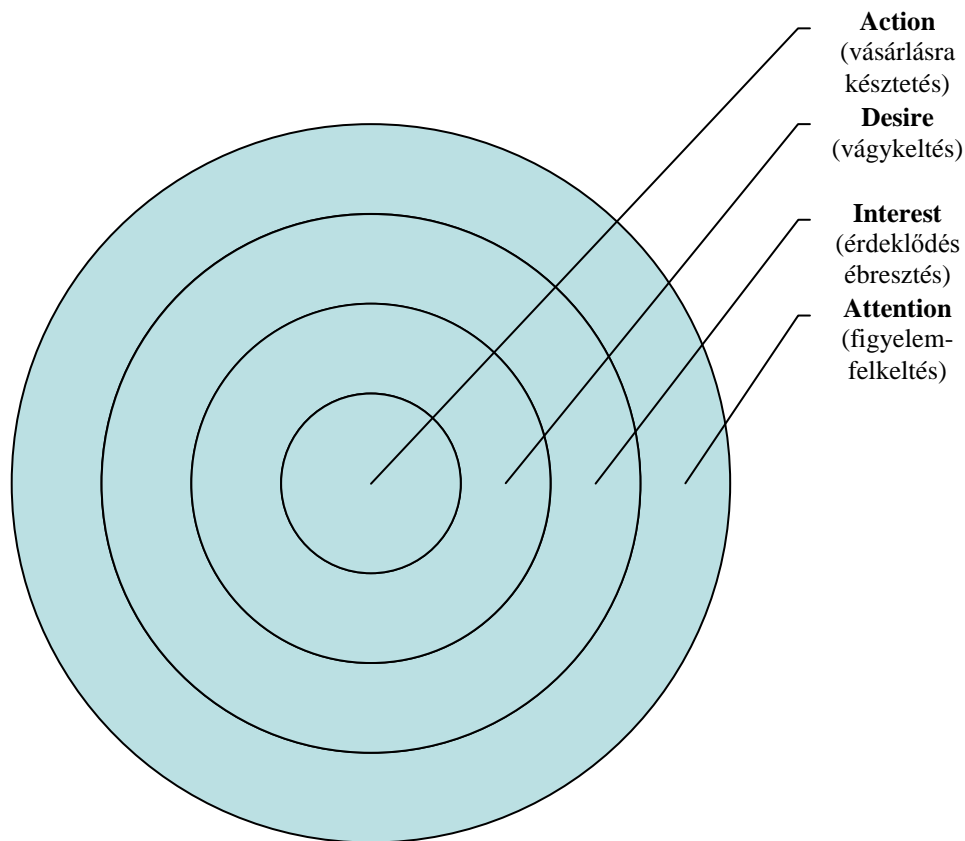 Action
(vásárlásra
késztetés)
Desire
(vágykeltés)
Interest
(érdeklődés
ébresztés)
Attention
(figyelem-
felkeltés)